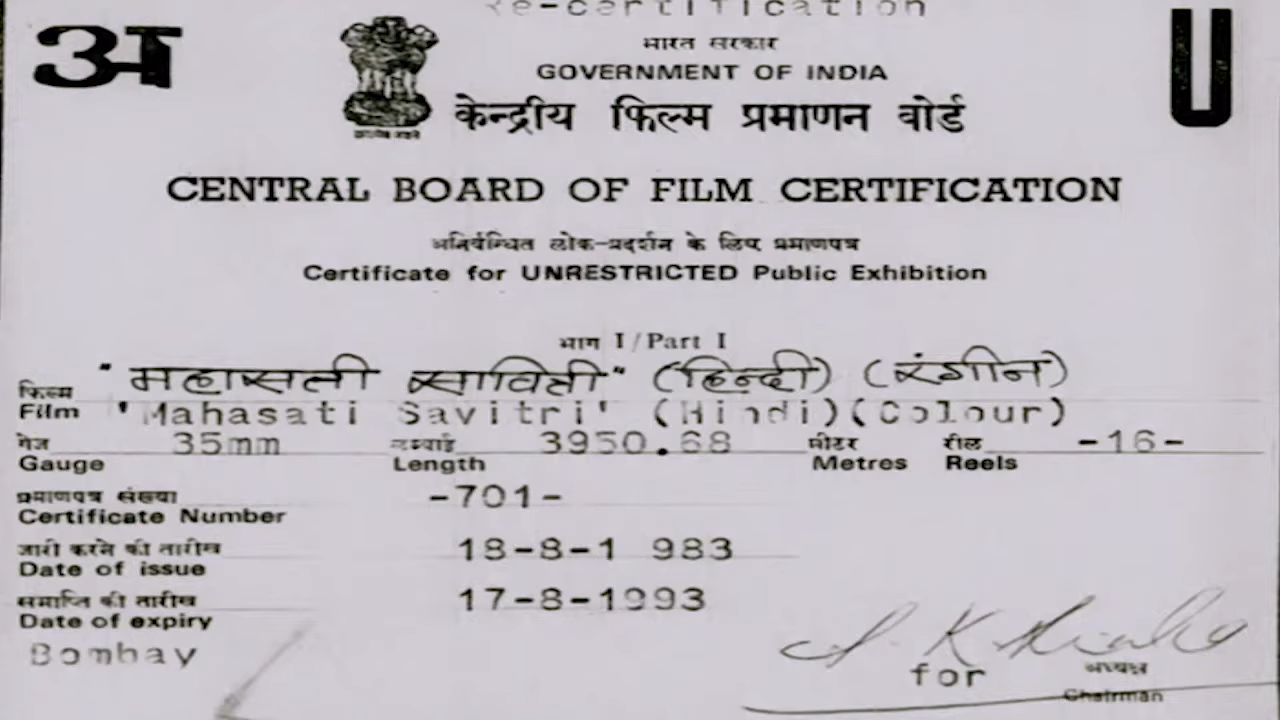 Re-certification
अ
U
भारत सरकार
GOVERNMENT OF INDIA
केन्द्रीय फिल्म प्रमाणन बोर्ड
CENTRAL BOARD OF FILM CERTIFICATION
अनिर्बन्धित लोक-प्रदर्शन के लिए प्रमाणपत्र
Certificate for UNRESTRICTED Public Exhibition
भाग I/Part I
फिल्म "महासती सावित्री" (हिन्दी) (रंगीन)
Film 'Mahasati Savitri' (Hindi)(Colour)
गेज 35mm लम्बाई 3950.68 मीटर रील -16-
Gauge Length Metres Reels
प्रमाणपत्र संख्या -701-
Certificate Number
जारी करने की तारीख 18-8-1 983
Date of issue
समाप्ति की तारीख 17-8-1993
Date of expiry
Bombay
for अध्यक्ष
Chairman